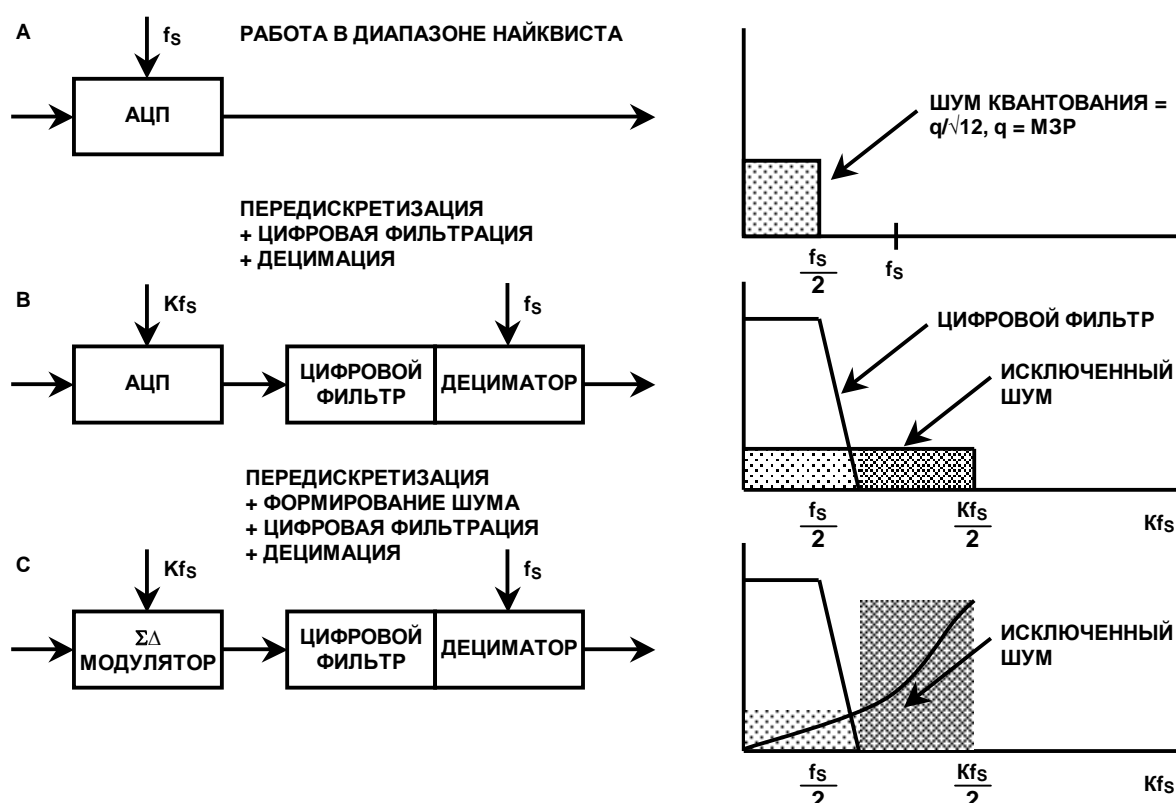 A
fS
РАБОТА В ДИАПАЗОНЕ НАЙКВИСТА
АЦП
ШУМ КВАНТОВАНИЯ =
q/√12, q = МЗР
fS
2
fS
ПЕРЕДИСКРЕТИЗАЦИЯ
+ ЦИФРОВАЯ ФИЛЬТРАЦИЯ
+ ДЕЦИМАЦИЯ
B
KfS
fS
АЦП
ЦИФРОВОЙ
ФИЛЬТР
ДЕЦИМАТОР
ЦИФРОВОЙ ФИЛЬТР
ИСКЛЮЧЕННЫЙ
ШУМ
fS
2
KfS
2
KfS
ПЕРЕДИСКРЕТИЗАЦИЯ
+ ФОРМИРОВАНИЕ ШУМА
+ ЦИФРОВАЯ ФИЛЬТРАЦИЯ
+ ДЕЦИМАЦИЯ
C
KfS
fS
ΣΔ
МОДУЛЯТОР
ЦИФРОВОЙ
ФИЛЬТР
ДЕЦИМАТОР
ИСКЛЮЧЕННЫЙ
ШУМ
fS
2
KfS
2
KfS